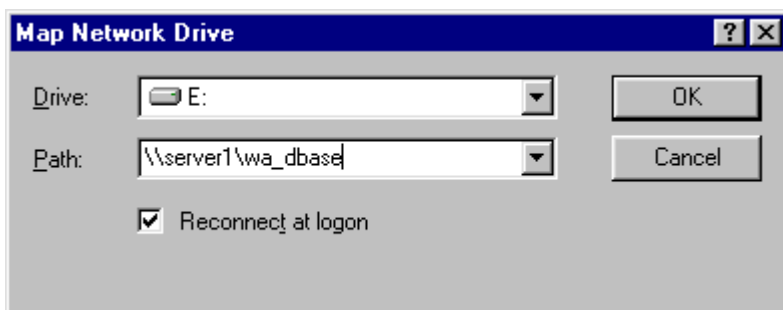 Map Network Drive
Drive: E: OK
Path: \\server1\wa_dbase Cancel
Reconnect at logon